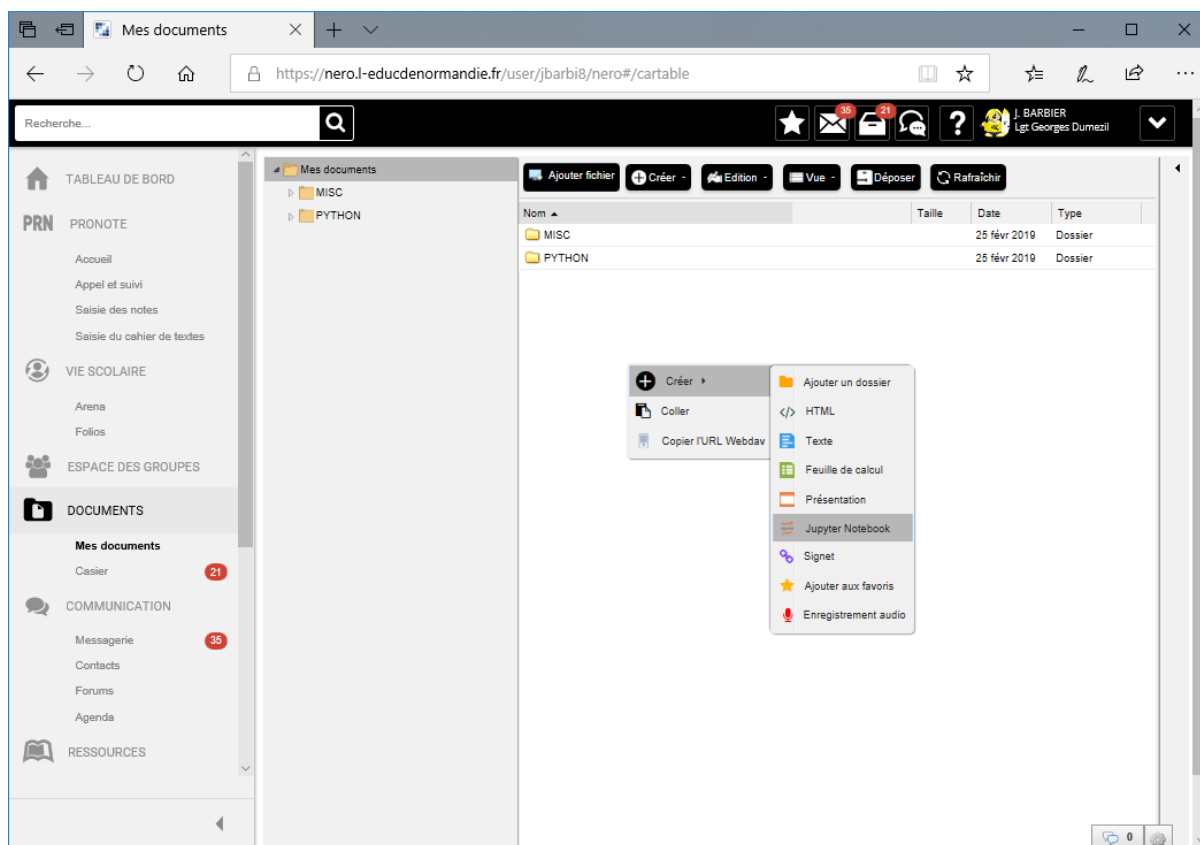 Mes documents
https://nero.l-educdenormandie.fr/user/jbarbi8/nero#/cartable
Recherche...
35
21
?
J. BARBIER
Lgt Georges Dumezil
TABLEAU DE BORD
PRN PRONOTE
Accueil
Appel et suivi
Saisie des notes
Saisie du cahier de textes
VIE SCOLAIRE
Arena
Folios
ESPACE DES GROUPES
DOCUMENTS
Mes documents
Casier 21
COMMUNICATION
Messagerie 35
Contacts
Forums
Agenda
RESSOURCES
Mes documents
MISC
PYTHON
Ajouter fichier Créer - Edition - Vue - Déposer Rafraîchir
Nom Taille Date Type
MISC 25 févr 2019 Dossier
PYTHON 25 févr 2019 Dossier
Créer
Coller
Copier l'URL Webdav
Ajouter un dossier
</> HTML
Texte
Feuille de calcul
Présentation
Jupyter Notebook
Signet
Ajouter aux favoris
Enregistrement audio
0